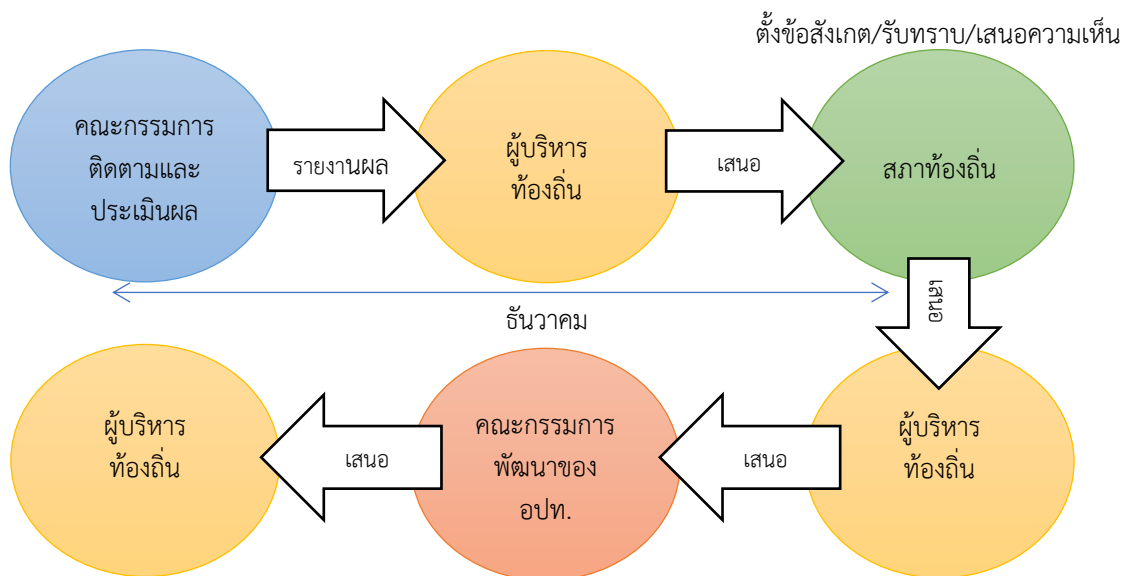 ตั้งข้อสังเกต/รับทราบ/เสนอความเห็น
คณะกรรมการ
ติดตามและ
ประเมินผล
รายงานผล
ผู้บริหาร
ท้องถิ่น
เสนอ
สภาท้องถิ่น
เสนอ
ธันวาคม
ผู้บริหาร
ท้องถิ่น
เสนอ
คณะกรรมการ
พัฒนาของ
อปท.
เสนอ
ผู้บริหาร
ท้องถิ่น